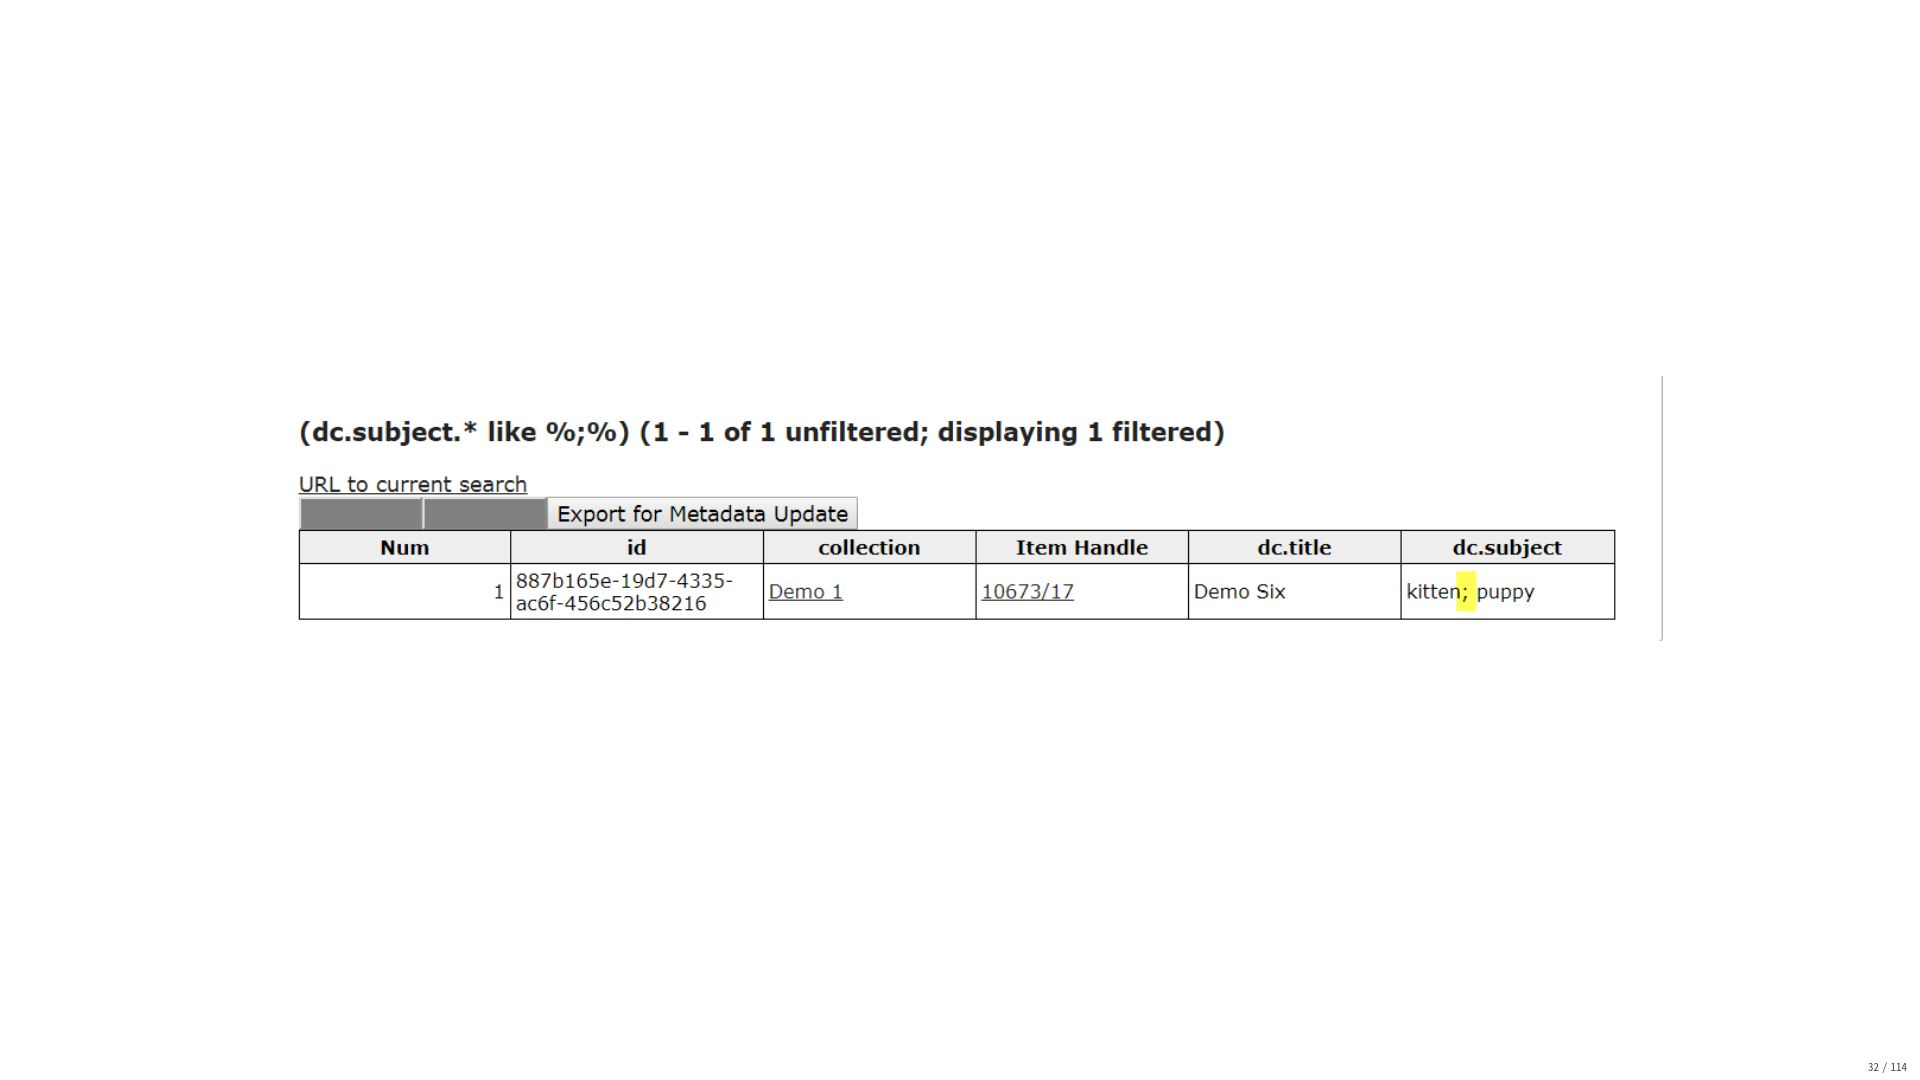 (dc.subject.* like %;%) (1 - 1 of 1 unfiltered; displaying 1 filtered)
URL to current search
Export for Metadata Update
Num id collection Item Handle dc.title dc.subject
1 887b165e-19d7-4335-
ac6f-456c52b38216 Demo 1 10673/17 Demo Six kitten; puppy
32 / 114